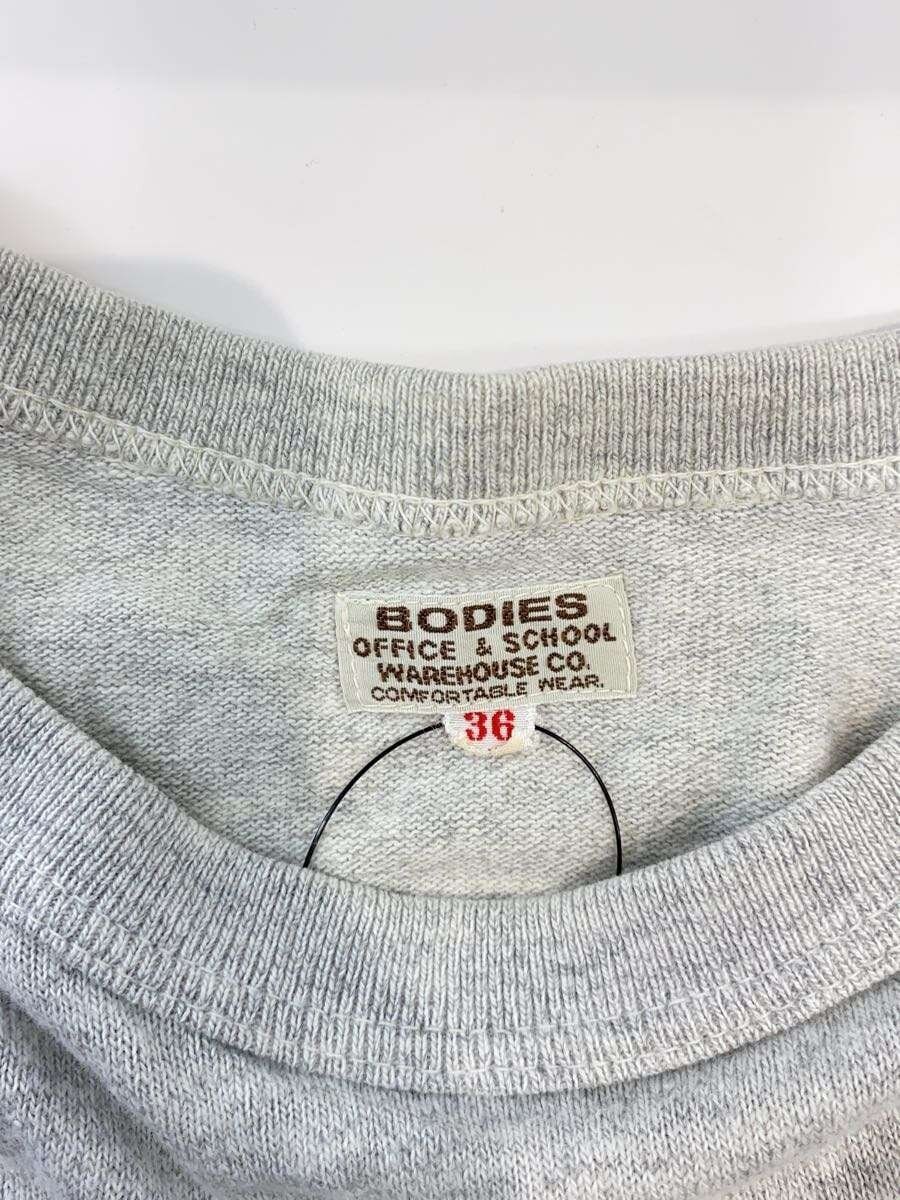 BODIES
OFFICE & SCHOOL
WAREHOUSE CO.
COMFORTABLE WEAR.
36